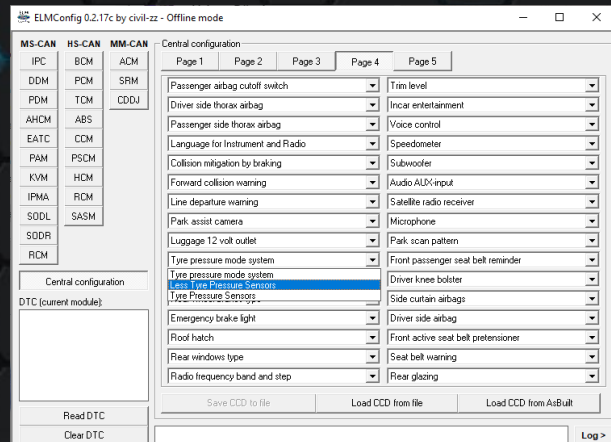 ELMConfig 0.2.17c by civil-zz - Offline mode
MS-CAN HS-CAN MM-CAN
IPC BCM ACM
DDM PCM SRM
PDM TCM CDDJ
AHCM ABS
EATC CCM
PAM PSCM
KVM HCM
IPMA RCM
SODL SASM
SODR
RCM
Central configuration
DTC (current module):
Read DTC
Clear DTC
Central configuration
Page 1 Page 2 Page 3 Page 4 Page 5
Passenger airbag cutoff switch
Driver side thorax airbag
Passenger side thorax airbag
Language for Instrument and Radio
Collision mitigation by braking
Forward collision warning
Line departure warning
Park assist camera
Luggage 12 volt outlet
Tyre pressure mode system
Tyre pressure mode system
Less Tyre Pressure Sensors
Tyre Pressure Sensors
Emergency brake light
Roof hatch
Rear windows type
Radio frequency band and step
Trim level
Incar entertainment
Voice control
Speedometer
Subwoofer
Audio AUX-input
Satellite radio receiver
Microphone
Park scan pattern
Front passenger seat belt reminder
Driver knee bolster
Side curtain airbags
Driver side airbag
Front active seat belt pretensioner
Seat belt warning
Rear glazing
Save CCD to file Load CCD from file Load CCD from AsBuilt
Log >